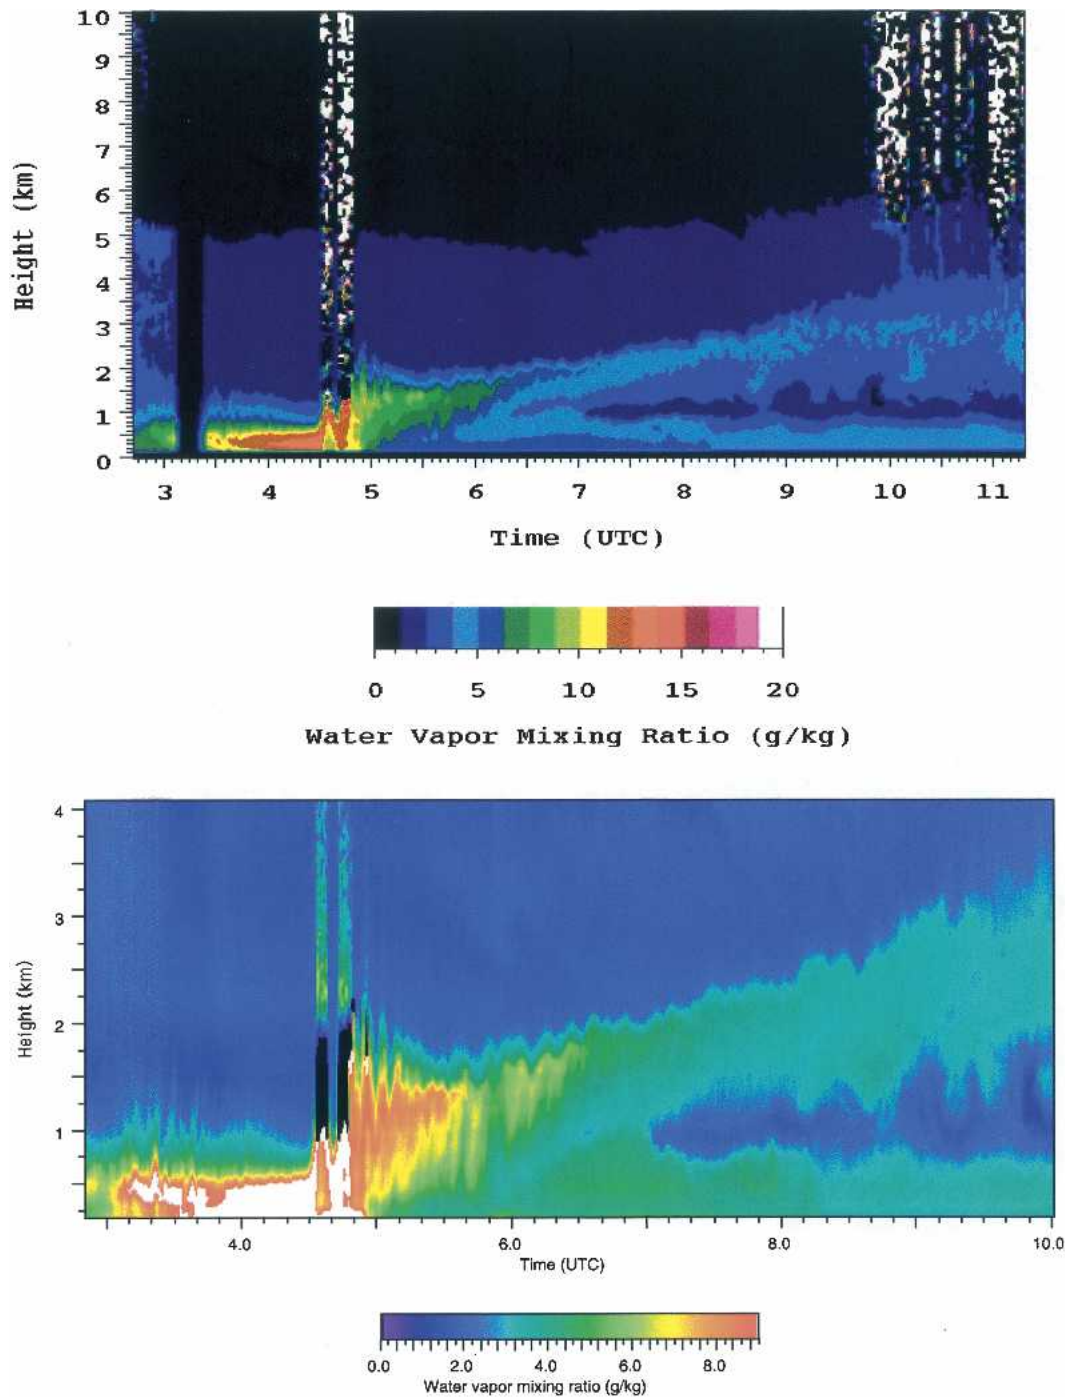 10
9
8
7
6
5
4
3
2
1
0
Height (km)
3 4 5 6 7 8 9 10 11
Time (UTC)
0 5 10 15 20
Water Vapor Mixing Ratio (g/kg)
4
3
2
1
Height (km)
4.0 6.0 8.0 10.0
Time (UTC)
0.0 2.0 4.0 6.0 8.0
Water vapor mixing ratio (g/kg)